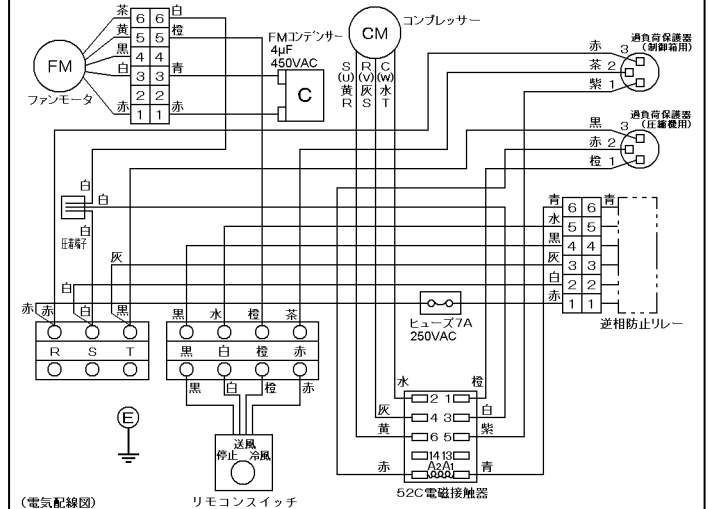 茶 6 6 白
黄 5 5 橙
黒 4 4
白 3 3 青
2 2
赤 1 1 赤
FM
ファンモータ
FMコンデンサー
4μF
450VAC
C
CM
コンプレッサー
S R C
(U) (V) (W)
黄 灰 水
R S T
過負荷保護器
(制御箱用)
赤 3
茶 2
紫 1
過負荷保護器
(圧縮機用)
黒 3
赤 2
橙 1
白
白
白
圧着端子
青 6 6 青
水 5 5
黒 4 4
灰 3 3
白 2 2
赤 1 1
逆相防止リレー
灰
白
赤 赤 白 黒
R S T
黒 水 橙 茶
黒 白 橙 赤
黒 白 橙 赤
ヒューズ7A
250VAC
送風
停止 冷風
リモコンスイッチ
E
水 橙
2 1
灰 4 3 白
黄 6 5 紫
14 13
赤 A2 A1 青
52C電磁接触器
(電気配線図)